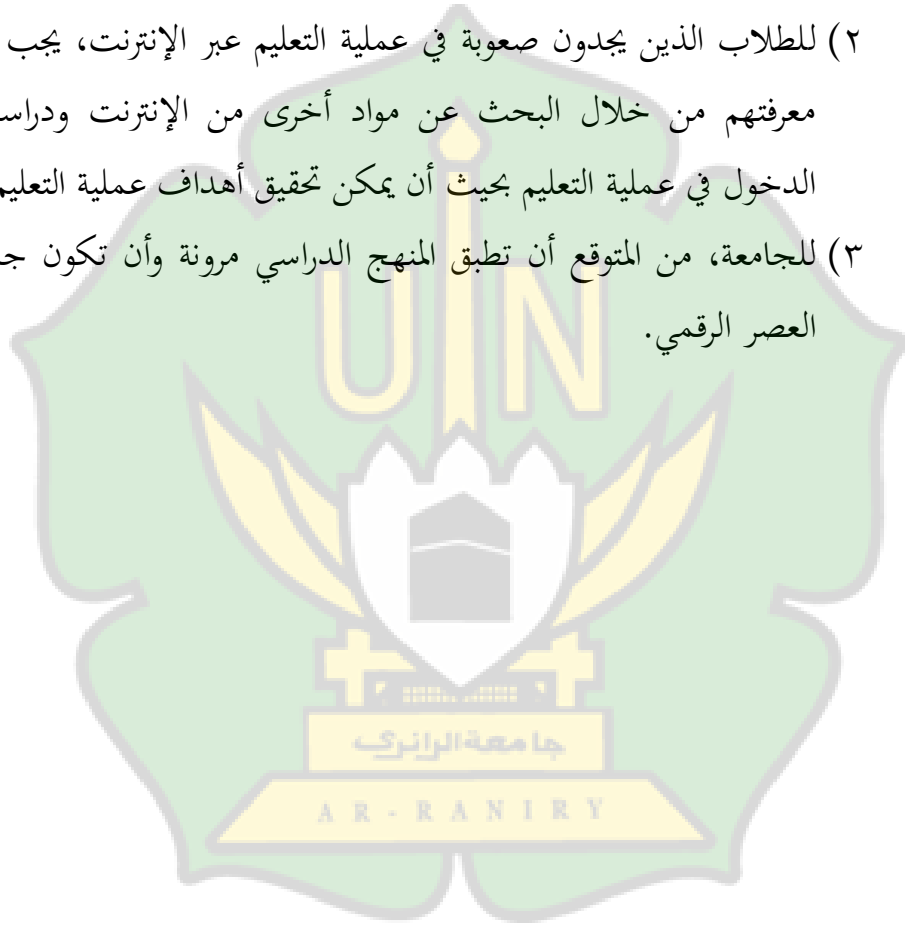 ٢) للطلاب الذين يجدون صعوبة في عملية التعليم عبر الإنترنت، يجب
معرفتهم من خلال البحث عن مواد أخرى من الإنترنت
الدخول في عملية التعليم بحيث أن يمكن تحقيق أهداف عملية التعليم
٣) للجامعة، من المتوقع أن تطبق المنهج الدراسي مرونة وأن تكون
العصر الرقمي.
UIN
جامعة الرانري
AR-RANIRY